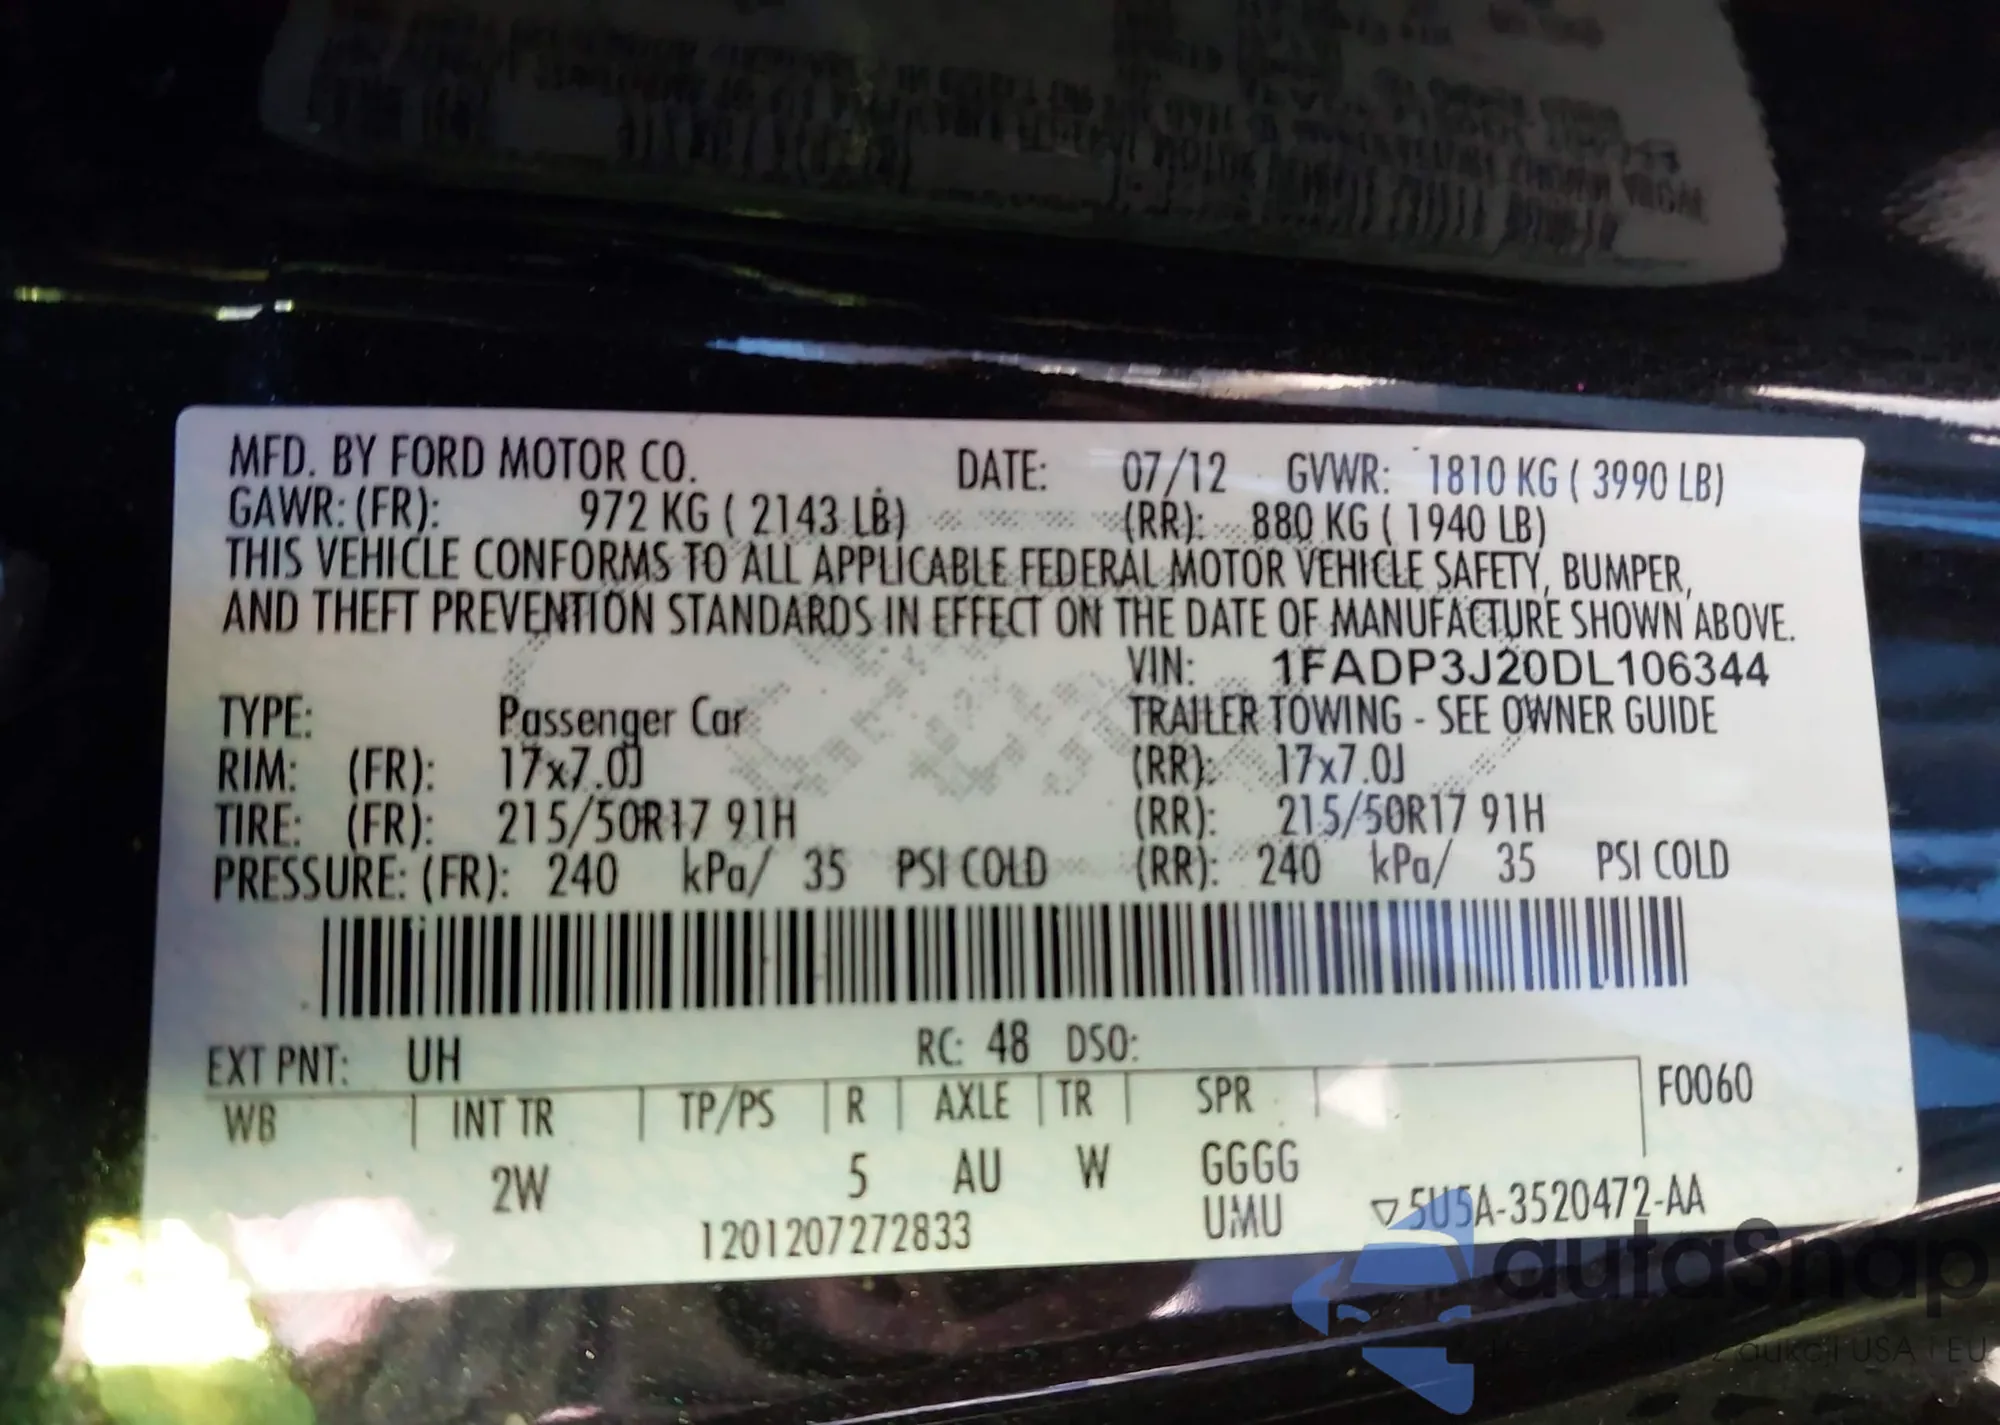 MFD. BY FORD MOTOR CO. DATE: 07/12 GVWR: 1810 KG ( 3990 LB)
GAWR: (FR): 972 KG ( 2143 LB) (RR): 880 KG ( 1940 LB)
THIS VEHICLE CONFORMS TO ALL APPLICABLE FEDERAL MOTOR VEHICLE SAFETY, BUMPER,
AND THEFT PREVENTION STANDARDS IN EFFECT ON THE DATE OF MANUFACTURE SHOWN ABOVE.
VIN: 1FADP3J20DL106344
TYPE: Passenger Car TRAILER TOWING - SEE OWNER GUIDE
RIM: (FR): 17x7.0J (RR): 17x7.0J
TIRE: (FR): 215/50R17 91H (RR): 215/50R17 91H
PRESSURE: (FR): 240 kPa/ 35 PSI COLD (RR): 240 kPa/ 35 PSI COLD
EXT PNT: UH RC: 48 DSO:
WB | INT TR | TP/PS | R | AXLE | TR | SPR | F0060
2W 5 AU W GGGG
1201207272833 UMU ▽5U5A-3520472-AA
autaSnap
aukcji USA i EU